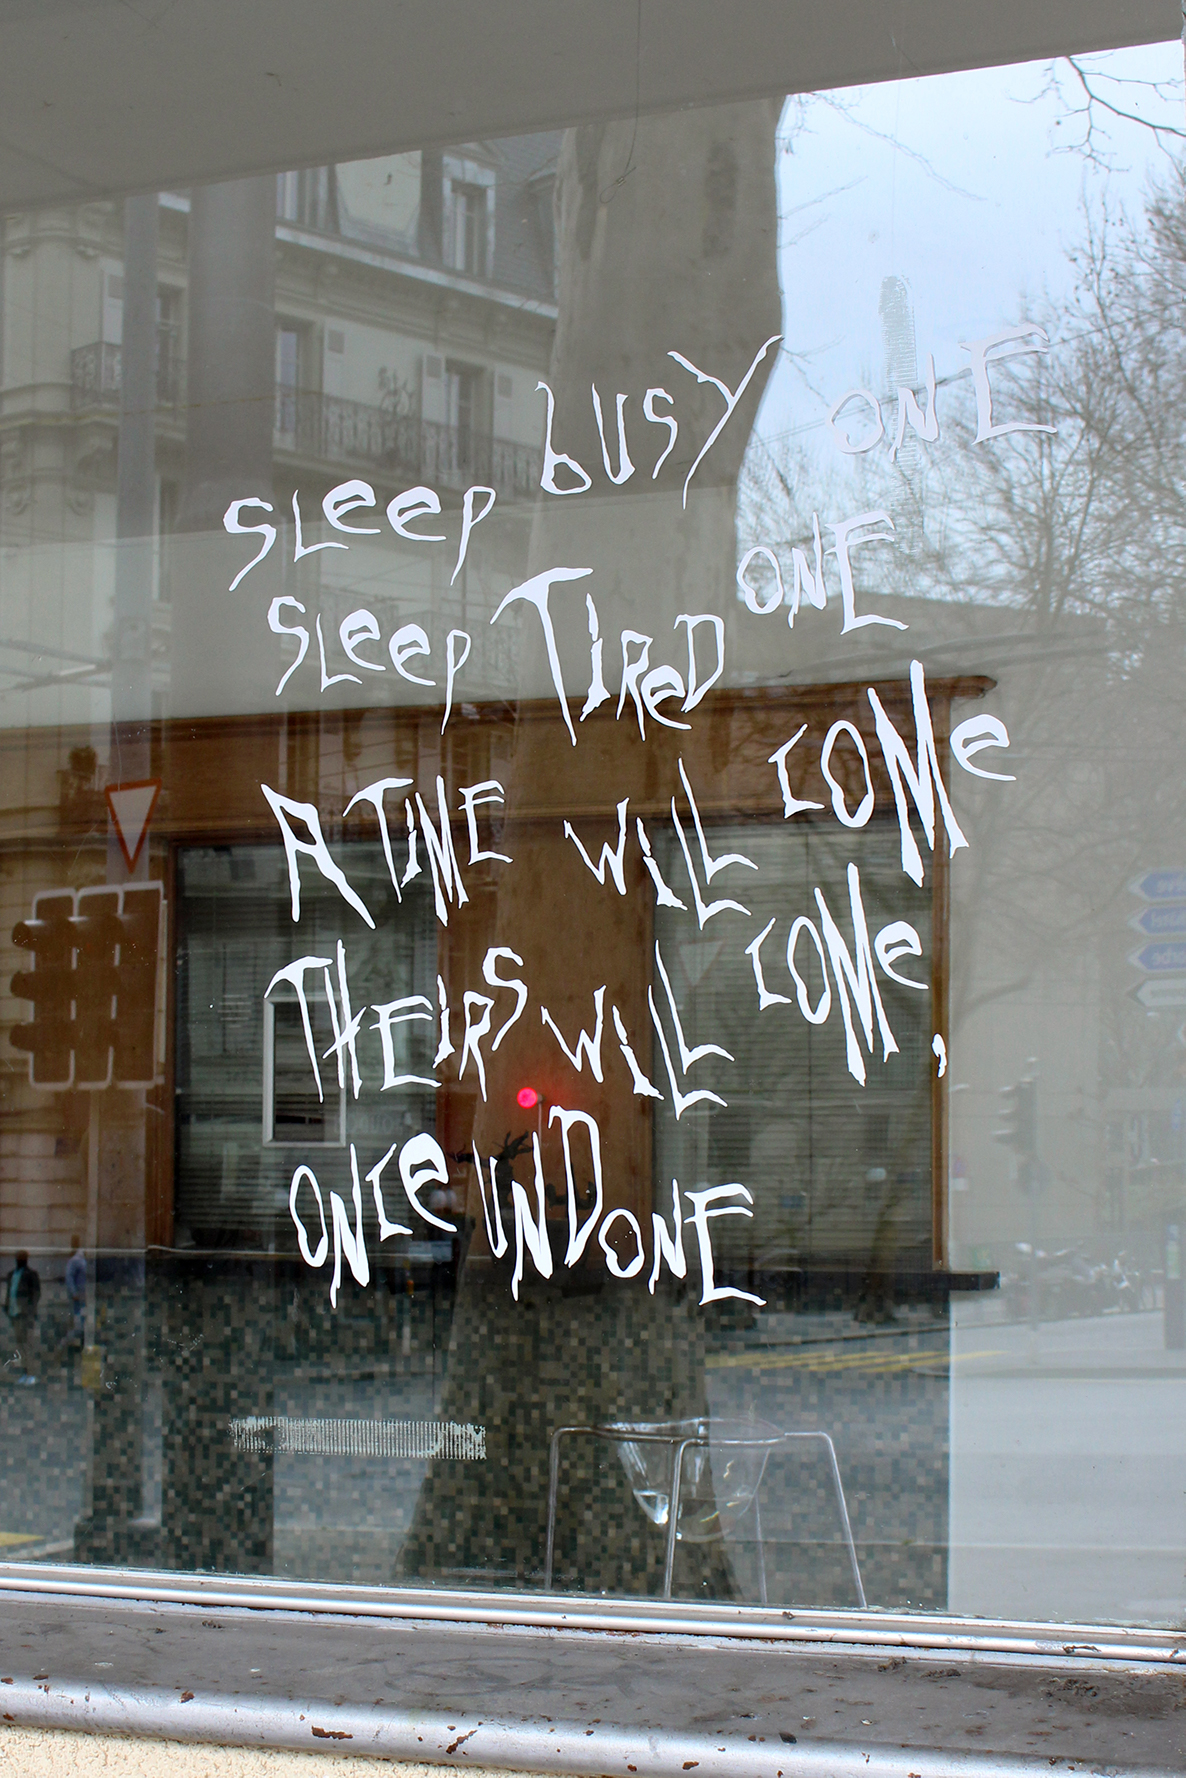 SLeep bUSY ONE
SLeep TIReD ONE
A TiME WiLL COMe
THEiRS WiLL COMe,
ONCe UNDONE